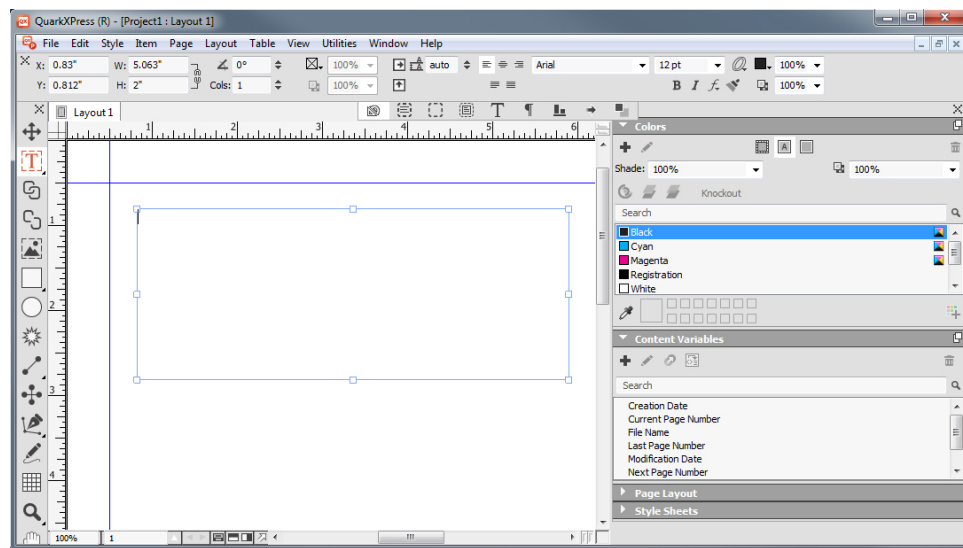 QuarkXPress (R) - [Project1 : Layout 1]
File Edit Style Item Page Layout Table View Utilities Window Help
X: 0.83" W: 5.063" 0° 100% auto Arial 12 pt 100%
Y: 0.812" H: 2" Cols: 1 100% B I f. 100%
Layout 1
1 2 3 4 5 6
Colors
A
Shade: 100% 100%
Knockout
Search
Black
Cyan
Magenta
Registration
White
1
2
3
4
Content Variables
Search
Creation Date
Current Page Number
File Name
Last Page Number
Modification Date
Next Page Number
Page Layout
Style Sheets
100% 1